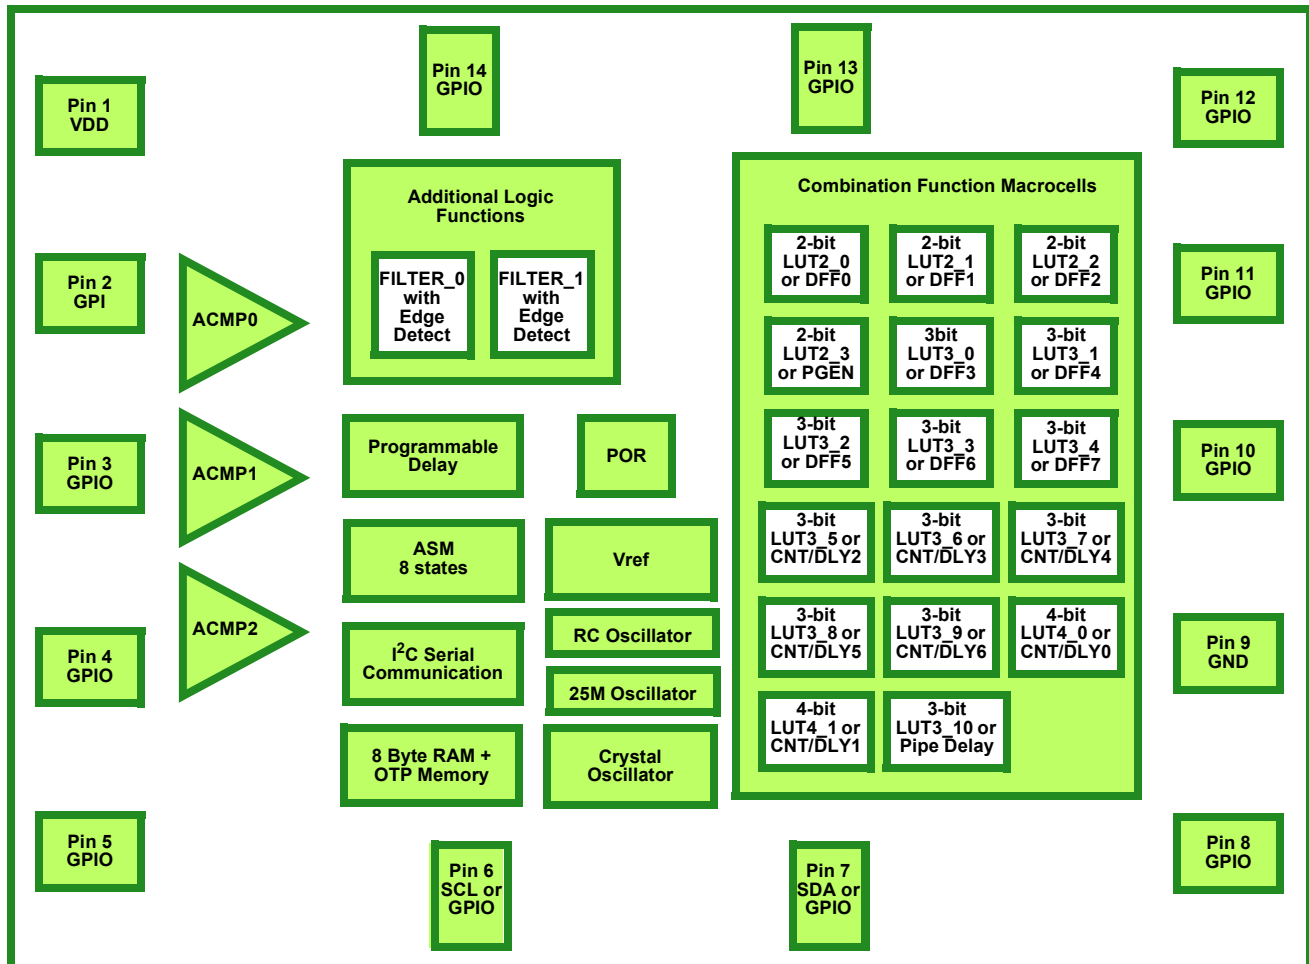 Pin 14
GPIO
Pin 13
GPIO
Pin 1
VDD
Pin 12
GPIO
Pin 2
GPI
Pin 11
GPIO
Pin 3
GPIO
Pin 10
GPIO
Pin 4
GPIO
Pin 9
GND
Pin 5
GPIO
Pin 8
GPIO
Pin 6
SCL or
GPIO
Pin 7
SDA or
GPIO
ACMP0
ACMP1
ACMP2
Additional Logic
Functions
FILTER_0
with
Edge
Detect
FILTER_1
with
Edge
Detect
Programmable
Delay
POR
ASM
8 states
Vref
I²C Serial
Communication
RC Oscillator
25M Oscillator
8 Byte RAM +
OTP Memory
Crystal
Oscillator
Combination Function Macrocells
2-bit
LUT2_0
or DFF0
2-bit
LUT2_1
or DFF1
2-bit
LUT2_2
or DFF2
2-bit
LUT2_3
or PGEN
3bit
LUT3_0
or DFF3
3-bit
LUT3_1
or DFF4
3-bit
LUT3_2
or DFF5
3-bit
LUT3_3
or DFF6
3-bit
LUT3_4
or DFF7
3-bit
LUT3_5 or
CNT/DLY2
3-bit
LUT3_6 or
CNT/DLY3
3-bit
LUT3_7 or
CNT/DLY4
3-bit
LUT3_8 or
CNT/DLY5
3-bit
LUT3_9 or
CNT/DLY6
4-bit
LUT4_0 or
CNT/DLY0
4-bit
LUT4_1 or
CNT/DLY1
3-bit
LUT3_10 or
Pipe Delay